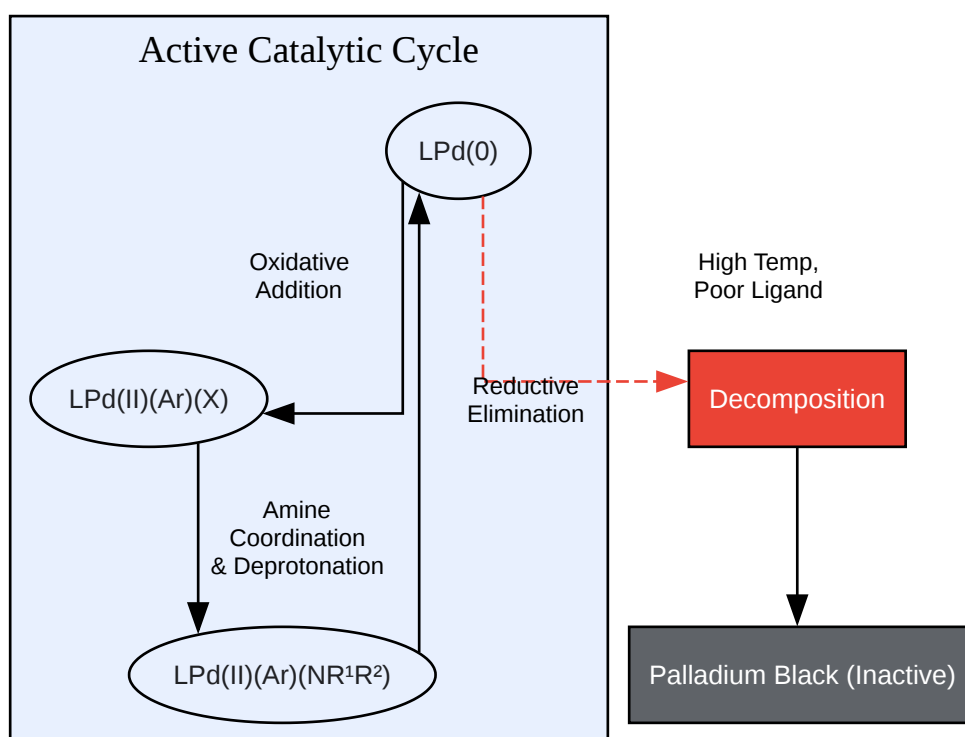 Active Catalytic Cycle
LPd(0)
Oxidative
Addition
High Temp,
Poor Ligand
LPd(II)(Ar)(X)
Reductive
Elimination
Decomposition
Amine
Coordination
& Deprotonation
LPd(II)(Ar)(NR¹R²)
Palladium Black (Inactive)